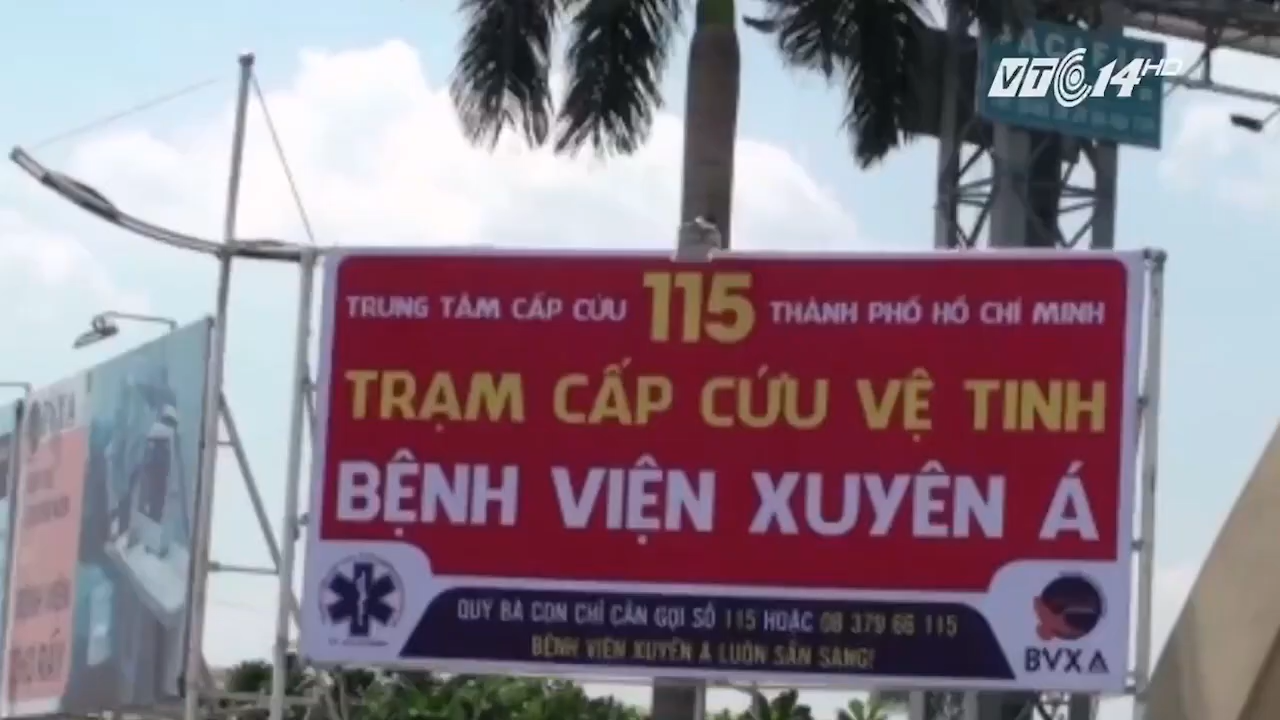 PACIFIC
VTC14 HD
TRUNG TÂM CẤP CỨU 115 THÀNH PHỐ HỒ CHÍ MINH
TRẠM CẤP CỨU VỆ TINH
BỆNH VIỆN XUYÊN Á
QUÝ BÀ CON CHỈ CẦN GỌI SỐ 115 HOẶC 08 379 66 115
BỆNH VIỆN XUYÊN Á LUÔN SẴN SÀNG!
BVXA